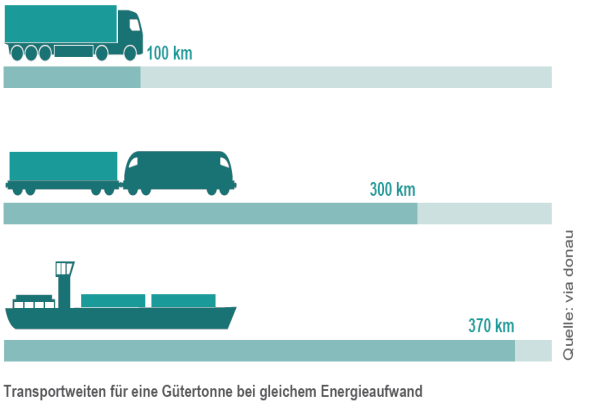 100 km
300 km
370 km
Quelle: via donau
Transportweiten für eine Gütertonne bei gleichem Energieaufwand